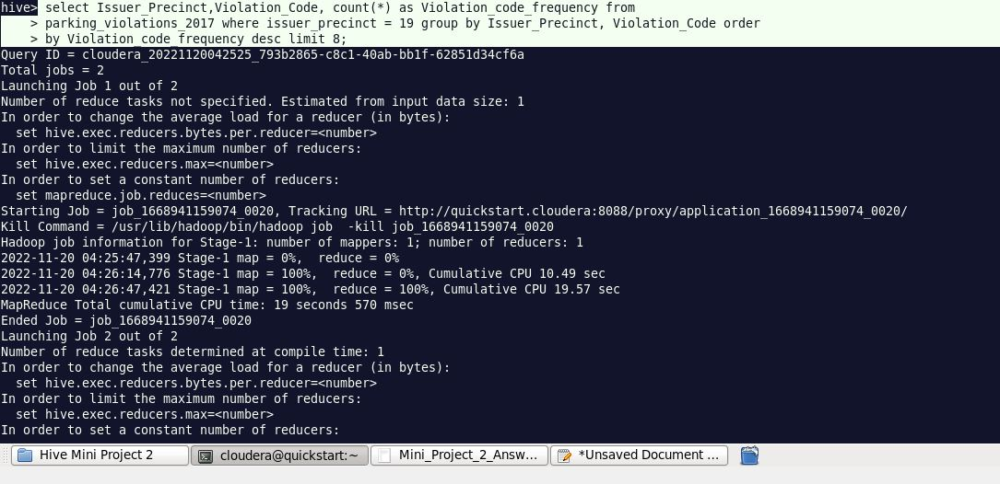 hive> select Issuer_Precinct,Violation_Code, count(*) as Violation_code_frequency from
    > parking_violations_2017 where issuer_precinct = 19 group by Issuer_Precinct, Violation_Code order
    > by Violation_code_frequency desc limit 8;
Query ID = cloudera_20221120042525_793b2865-c8c1-40ab-bb1f-62851d34cf6a
Total jobs = 2
Launching Job 1 out of 2
Number of reduce tasks not specified. Estimated from input data size: 1
In order to change the average load for a reducer (in bytes):
  set hive.exec.reducers.bytes.per.reducer=<number>
In order to limit the maximum number of reducers:
  set hive.exec.reducers.max=<number>
In order to set a constant number of reducers:
  set mapreduce.job.reduces=<number>
Starting Job = job_1668941159074_0020, Tracking URL = http://quickstart.cloudera:8088/proxy/application_1668941159074_0020/
Kill Command = /usr/lib/hadoop/bin/hadoop job  -kill job_1668941159074_0020
Hadoop job information for Stage-1: number of mappers: 1; number of reducers: 1
2022-11-20 04:25:47,399 Stage-1 map = 0%,  reduce = 0%
2022-11-20 04:26:14,776 Stage-1 map = 100%,  reduce = 0%, Cumulative CPU 10.49 sec
2022-11-20 04:26:47,421 Stage-1 map = 100%,  reduce = 100%, Cumulative CPU 19.57 sec
MapReduce Total cumulative CPU time: 19 seconds 570 msec
Ended Job = job_1668941159074_0020
Launching Job 2 out of 2
Number of reduce tasks determined at compile time: 1
In order to change the average load for a reducer (in bytes):
  set hive.exec.reducers.bytes.per.reducer=<number>
In order to limit the maximum number of reducers:
  set hive.exec.reducers.max=<number>
In order to set a constant number of reducers:
Hive Mini Project 2
cloudera@quickstart:~
Mini_Project_2_Answ...
*Unsaved Document ...